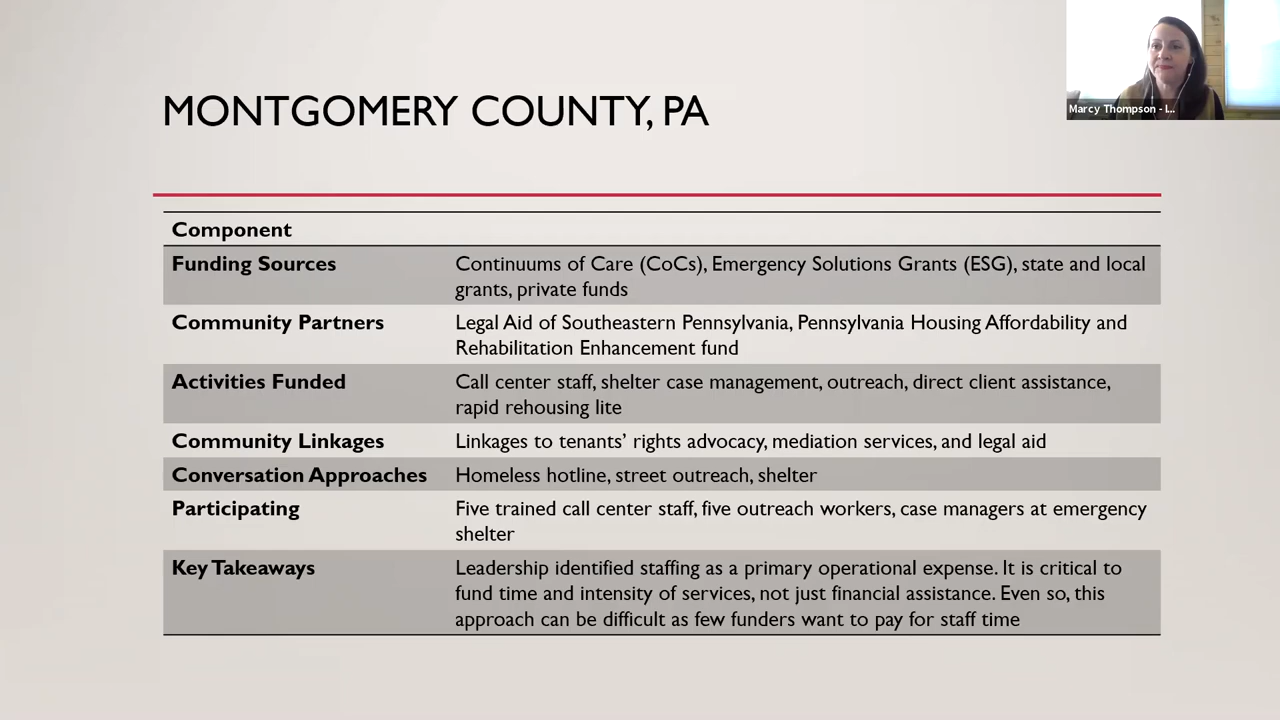 MONTGOMERY COUNTY, PA
Marcy Thompson - I...
Component
Funding Sources
Continuums of Care (CoCs), Emergency Solutions Grants (ESG), state and local
grants, private funds
Community Partners
Legal Aid of Southeastern Pennsylvania, Pennsylvania Housing Affordability and
Rehabilitation Enhancement fund
Activities Funded
Call center staff, shelter case management, outreach, direct client assistance,
rapid rehousing lite
Community Linkages
Linkages to tenants’ rights advocacy, mediation services, and legal aid
Conversation Approaches
Homeless hotline, street outreach, shelter
Participating
Five trained call center staff, five outreach workers, case managers at emergency
shelter
Key Takeaways
Leadership identified staffing as a primary operational expense. It is critical to
fund time and intensity of services, not just financial assistance. Even so, this
approach can be difficult as few funders want to pay for staff time